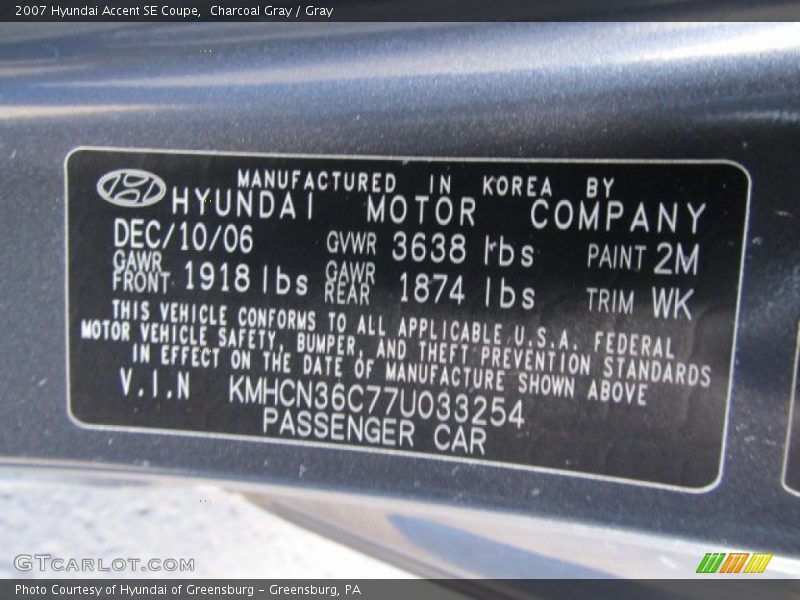 2007 Hyundai Accent SE Coupe,  Charcoal Gray / Gray
MANUFACTURED IN KOREA BY
HYUNDAI MOTOR COMPANY
DEC/10/06 GVWR 3638 lbs PAINT 2M
GAWR FRONT 1918 lbs GAWR REAR 1874 lbs TRIM WK
THIS VEHICLE CONFORMS TO ALL APPLICABLE U.S.A. FEDERAL
MOTOR VEHICLE SAFETY, BUMPER, AND THEFT PREVENTION STANDARDS
IN EFFECT ON THE DATE OF MANUFACTURE SHOWN ABOVE
V.I.N KMHCN36C77U033254
PASSENGER CAR
GTCARLOT.COM
Photo Courtesy of Hyundai of Greensburg – Greensburg, PA